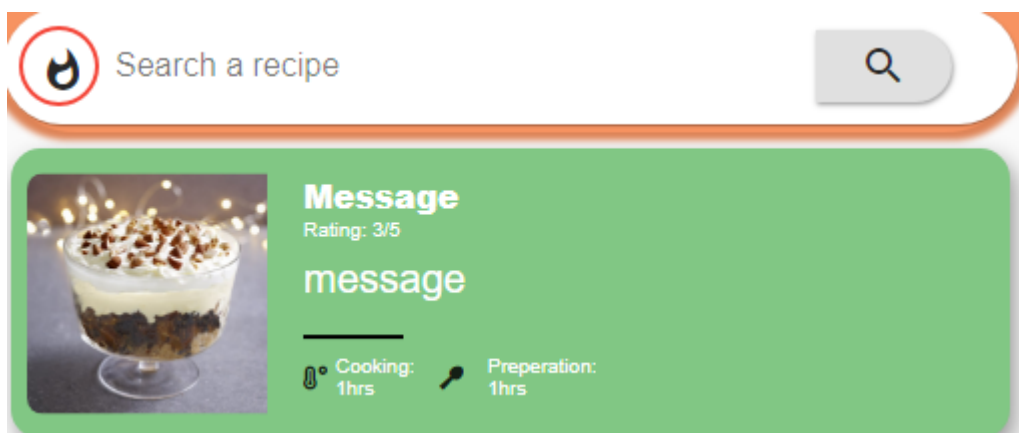 Search a recipe
Message
Rating: 3/5
message
Cooking:
1hrs
Preperation:
1hrs